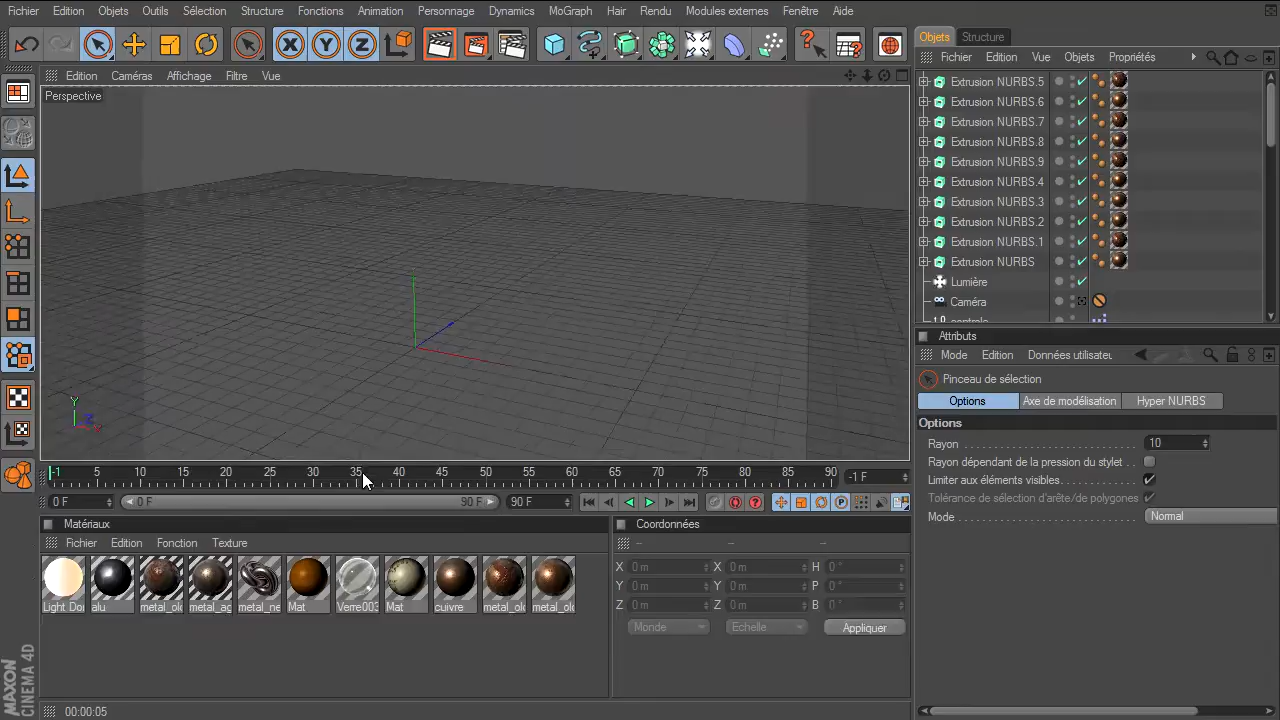 Fichier Edition Objets Outils Sélection Structure Fonctions Animation Personnage Dynamics MoGraph Hair Rendu Modules externes Fenêtre Aide
Objets Structure
Fichier Edition Vue Objets Propriétés
Edition Caméras Affichage Filtre Vue
Perspective
Extrusion NURBS.5
Extrusion NURBS.6
Extrusion NURBS.7
Extrusion NURBS.8
Extrusion NURBS.9
Extrusion NURBS.4
Extrusion NURBS.3
Extrusion NURBS.2
Extrusion NURBS.1
Extrusion NURBS
Lumière
Caméra
Attributs
Mode Edition Données utilisateur
Pinceau de sélection
Options Axe de modélisation Hyper NURBS
Options
Rayon 10
Rayon dépendant de la pression du stylet
Limiter aux éléments visibles
Tolérance de sélection d'arête/de polygones
Mode Normal
Y
Z
-1 5 10 15 20 25 30 35 40 45 50 55 60 65 70 75 80 85 90 -1 F
0 F 0 F 90 F 90 F
Matériaux
Fichier Edition Fonction Texture
Light Do alu metal_old metal_ag metal_ne Mat Verre003 Mat cuivre metal_old metal_old
Coordonnées
-- -- --
X 0 m X 0 m H 0 °
Y 0 m Y 0 m P 0 °
Z 0 m Z 0 m B 0 °
Monde Echelle Appliquer
MAXON
CINEMA 4D
00:00:05